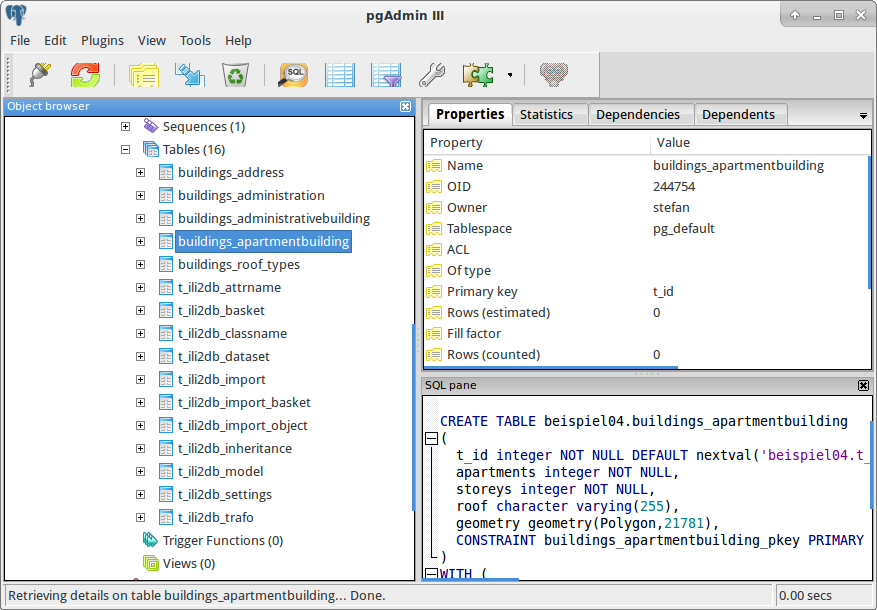 pgAdmin III
File Edit Plugins View Tools Help
SQL
Object browser
Sequences (1)
Tables (16)
buildings_address
buildings_administration
buildings_administrativebuilding
buildings_apartmentbuilding
buildings_roof_types
t_ili2db_attrname
t_ili2db_basket
t_ili2db_classname
t_ili2db_dataset
t_ili2db_import
t_ili2db_import_basket
t_ili2db_import_object
t_ili2db_inheritance
t_ili2db_model
t_ili2db_settings
t_ili2db_trafo
Trigger Functions (0)
Views (0)
Properties Statistics Dependencies Dependents
Property Value
Name buildings_apartmentbuilding
OID 244754
Owner stefan
Tablespace pg_default
ACL
Of type
Primary key t_id
Rows (estimated) 0
Fill factor
Rows (counted) 0
SQL pane
CREATE TABLE beispiel04.buildings_apartmentbuilding
(
t_id integer NOT NULL DEFAULT nextval('beispiel04.t_
apartments integer NOT NULL,
storeys integer NOT NULL,
roof character varying(255),
geometry geometry(Polygon,21781),
CONSTRAINT buildings_apartmentbuilding_pkey PRIMARY
)
WITH (
Retrieving details on table buildings_apartmentbuilding... Done.
0.00 secs